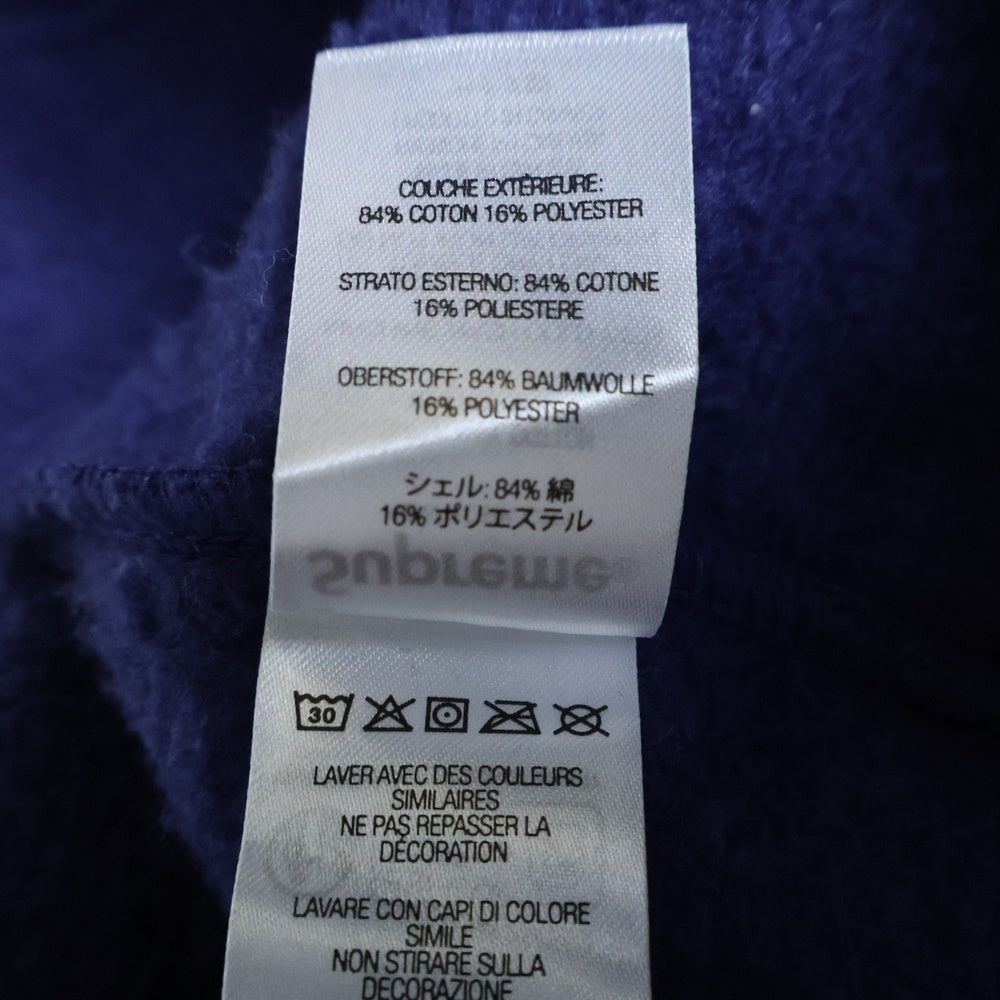 COUCHE EXTÉRIEURE:
84% COTON 16% POLYESTER
STRATO ESTERNO: 84% COTONE
16% POLIESTERE
OBERSTOFF: 84% BAUMWOLLE
16% POLYESTER
シェル: 84% 綿
16% ポリエステル
Supreme
30
LAVER AVEC DES COULEURS
SIMILAIRES
NE PAS REPASSER LA
DÉCORATION
LAVARE CON CAPI DI COLORE
SIMILE
NON STIRARE SULLA
DECORAZIONE